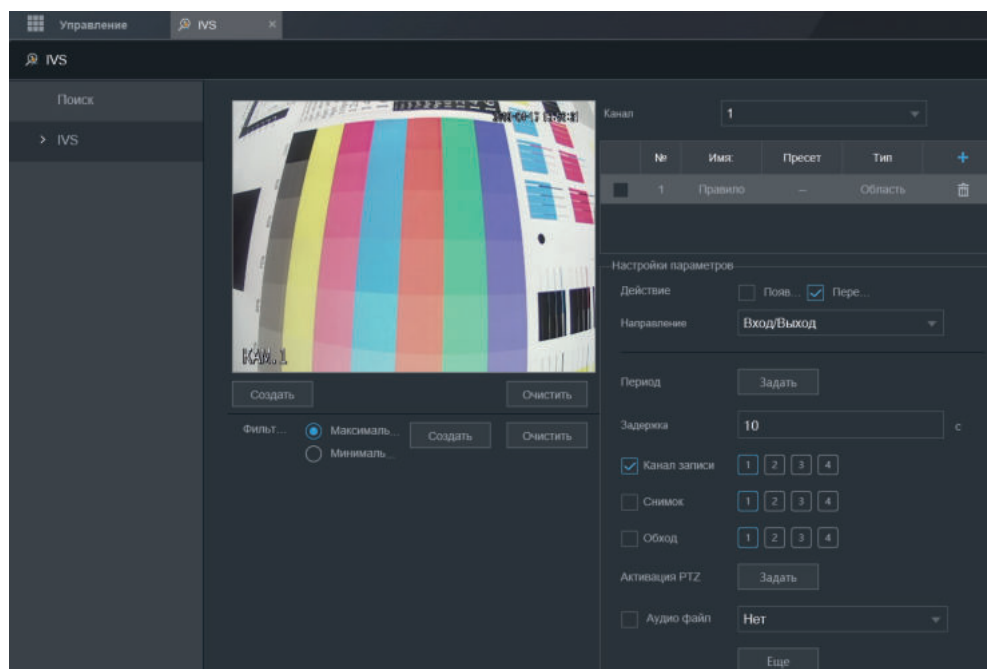 Управление
IVS ×
IVS
Поиск
> IVS
КАМ.1
Создать
Очистить
Фильт...
Максималь...
Создать
Очистить
Минималь...
Канал
1
№ Имя: Пресет Тип +
1 Правило – Область
Настройки параметров
Действие Появ... Пере...
Направление Вход/Выход
Период Задать
Задержка 10 с
Канал записи 1 2 3 4
Снимок 1 2 3 4
Обход 1 2 3 4
Активация PTZ Задать
Аудио файл Нет
Еще